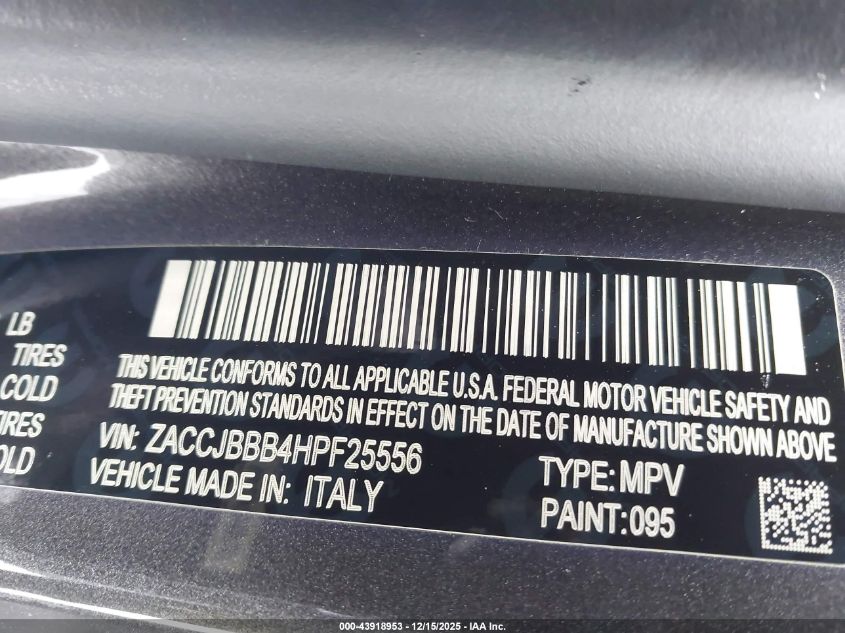 LB
TIRES
COLD
TIRES
COLD
THIS VEHICLE CONFORMS TO ALL APPLICABLE U.S.A. FEDERAL MOTOR VEHICLE SAFETY AND
THEFT PREVENTION STANDARDS IN EFFECT ON THE DATE OF MANUFACTURE SHOWN ABOVE
VIN: ZACCJBBB4HPF25556
VEHICLE MADE IN: ITALY
TYPE: MPV
PAINT: 095
000-43918953 - 12/15/2025 - IAA Inc.